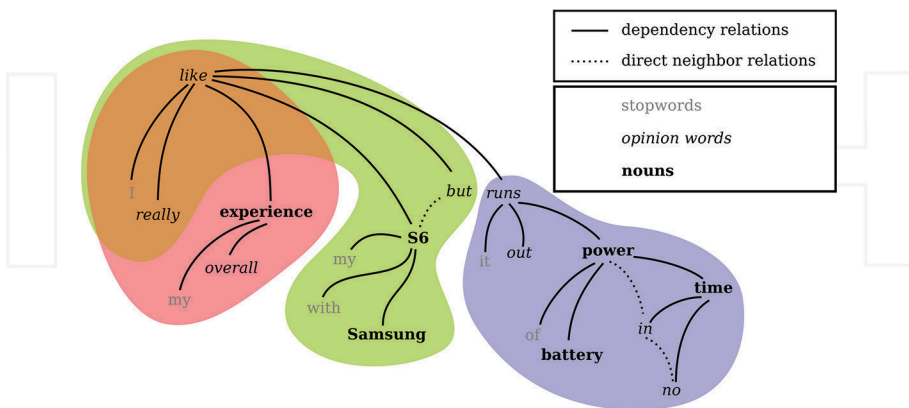 dependency relations
direct neighbor relations
stopwords
opinion words
nouns
like
I
really
experience
overall
my
but
S6
my
with
Samsung
runs
it
out
power
time
of
battery
in
no